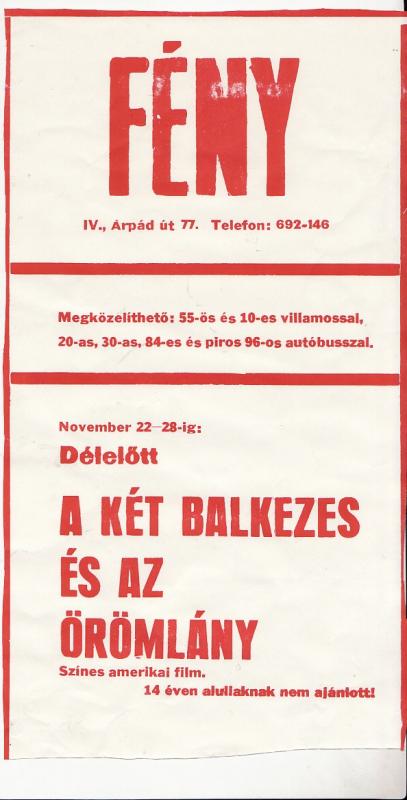 FÉNY
IV., Árpád út 77. Telefon: 692-146
Megközelíthető: 55-ös és 10-es villamossal,
20-as, 30-as, 84-es és piros 96-os autóbusszal.
November 22—28-ig:
Délelőtt
A KÉT BALKEZES
ÉS AZ
ÖRÖMLÁNY
Színes amerikai film.
14 éven alullaknak nem ajánlott!